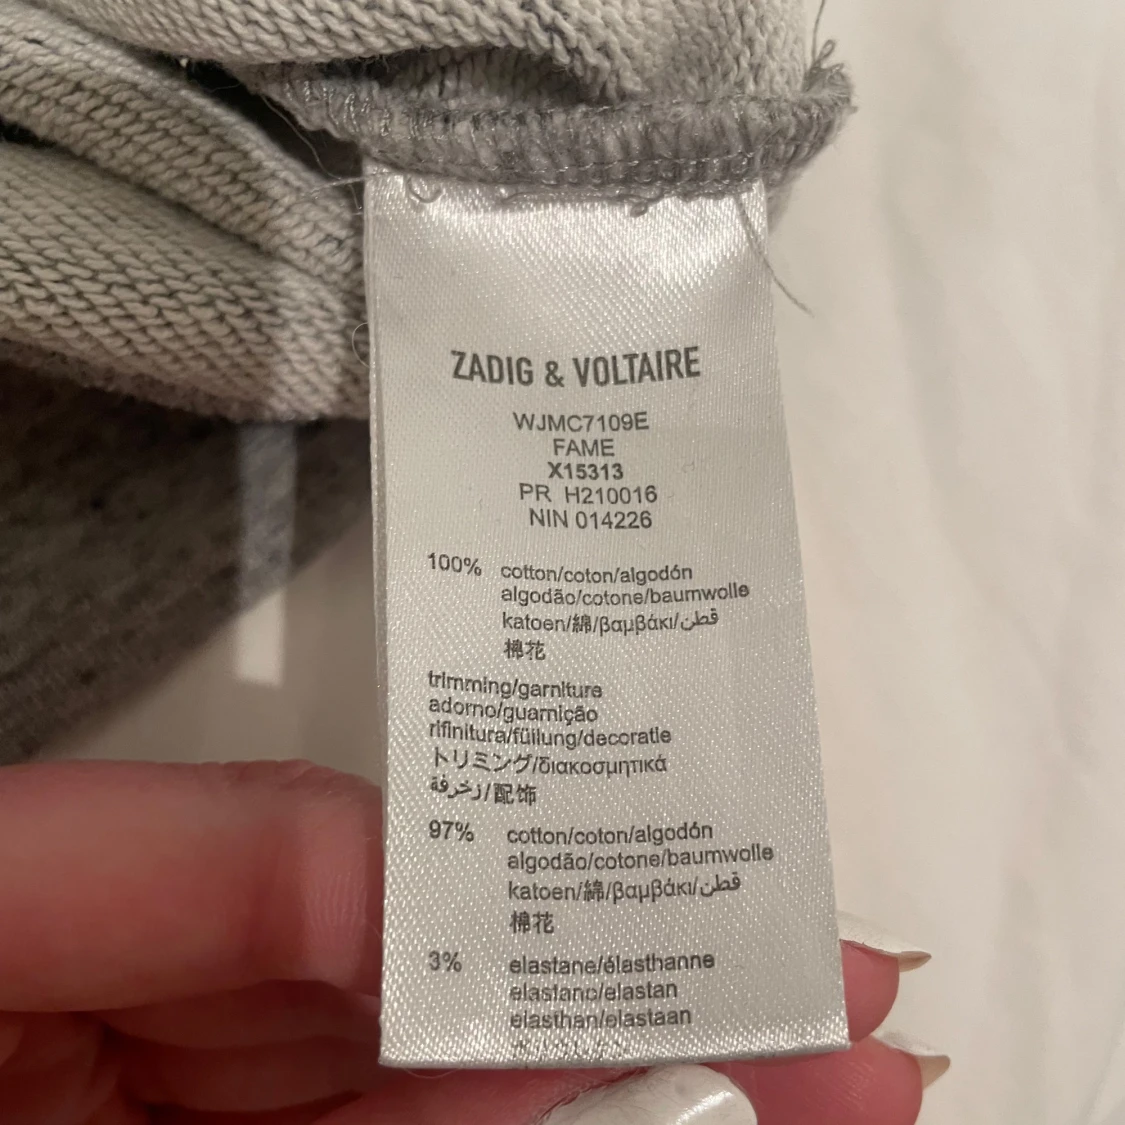 ZADIG & VOLTAIRE
WJMC7109E
FAME
X15313
PR H210016
NIN 014226
100% cotton/coton/algodón
algodão/cotone/baumwolle
katoen/綿/βαμβάκι/قطن
棉花
trimming/garniture
adorno/guarnição
rifinitura/füllung/decoratie
トリミング/διακοσμητικά
زخرفة/配饰
97% cotton/coton/algodón
algodão/cotone/baumwolle
katoen/綿/βαμβάκι/قطن
棉花
3% elastane/élasthanne
elastano/elastan
elasthan/elastaan